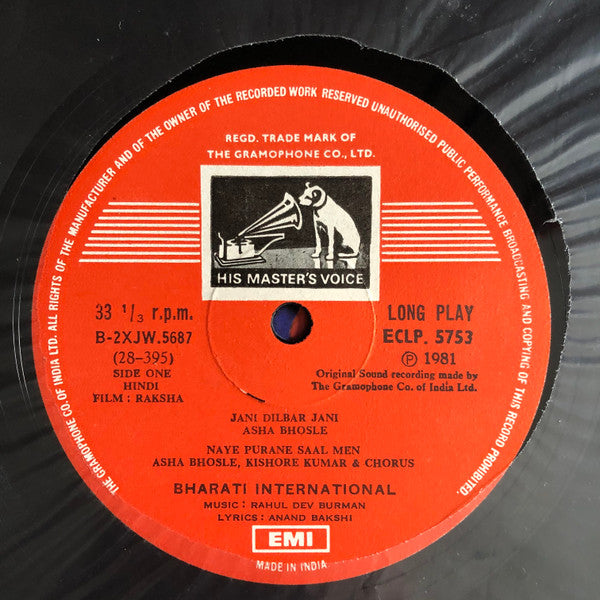 THE GRAMOPHONE CO. OF INDIA LTD. ALL RIGHTS OF THE MANUFACTURER AND OF THE OWNER OF THE RECORDED WORK RESERVED UNAUTHORISED PUBLIC PERFORMANCE BROADCASTING AND COPYING OF THIS RECORD PROHIBITED.
REGD. TRADE MARK OF
THE GRAMOPHONE CO., LTD.
HIS MASTER'S VOICE
33 1/3 r.p.m.
B-2XJW.5687
(28-395)
SIDE ONE
HINDI
FILM : RAKSHA
LONG PLAY
ECLP. 5753
Ⓟ 1981
Original Sound recording made by
The Gramophone Co. of India Ltd.
JANI DILBAR JANI
ASHA BHOSLE
NAYE PURANE SAAL MEN
ASHA BHOSLE, KISHORE KUMAR & CHORUS
BHARATI INTERNATIONAL
MUSIC : RAHUL DEV BURMAN
LYRICS : ANAND BAKSHI
EMI
MADE IN INDIA